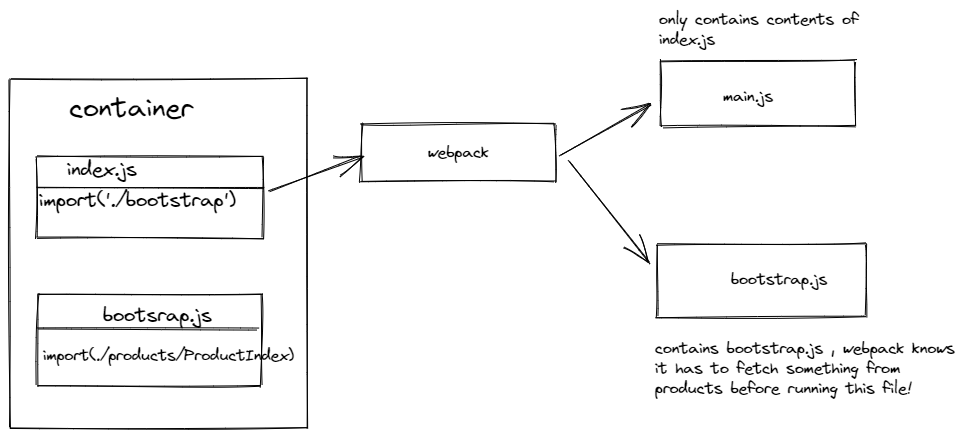 container
index.js
import('./bootstrap')
bootsrap.js
import(./products/ProductIndex)
webpack
only contains contents of
index.js
main.js
bootstrap.js
contains bootstrap.js , webpack knows
it has to fetch something from
products before running this file!